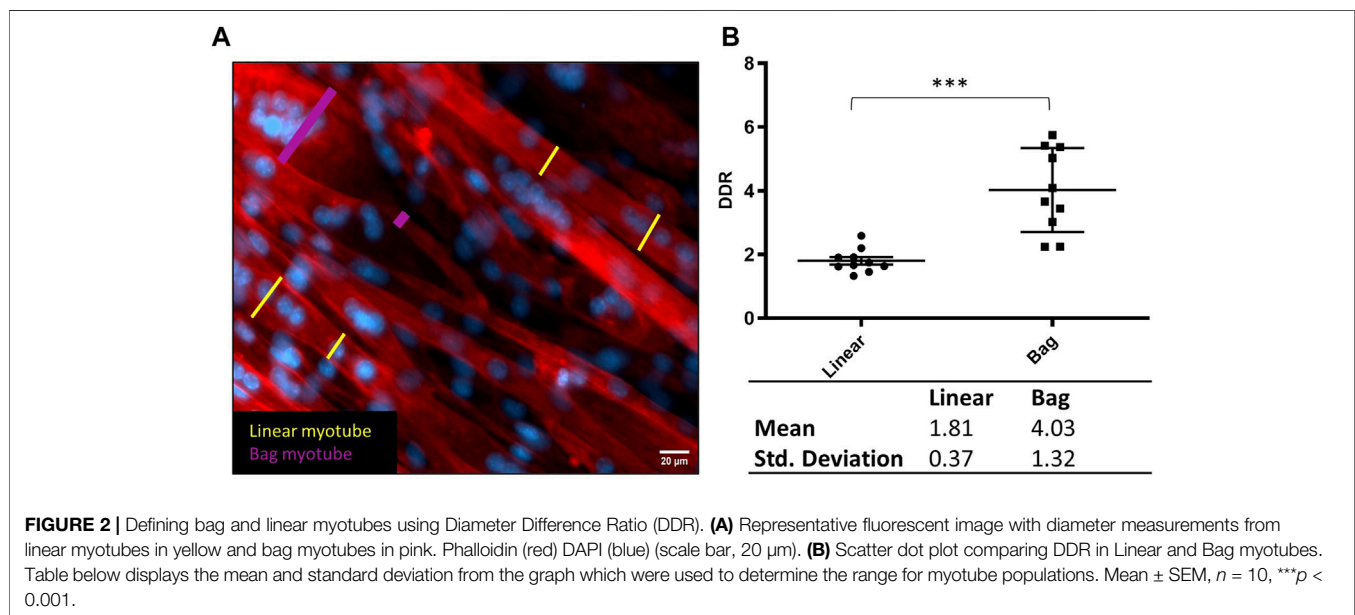 A
Linear myotube
Bag myotube
20 µm
B
8
6
4
2
0
DDR
***
Linear
Bag
Linear Bag
Mean 1.81 4.03
Std. Deviation 0.37 1.32
FIGURE 2 | Defining bag and linear myotubes using Diameter Difference Ratio (DDR). (A) Representative fluorescent image with diameter measurements from
linear myotubes in yellow and bag myotubes in pink. Phalloidin (red) DAPI (blue) (scale bar, 20 µm). (B) Scatter dot plot comparing DDR in Linear and Bag myotubes.
Table below displays the mean and standard deviation from the graph which were used to determine the range for myotube populations. Mean ± SEM, n = 10, ***p <
0.001.